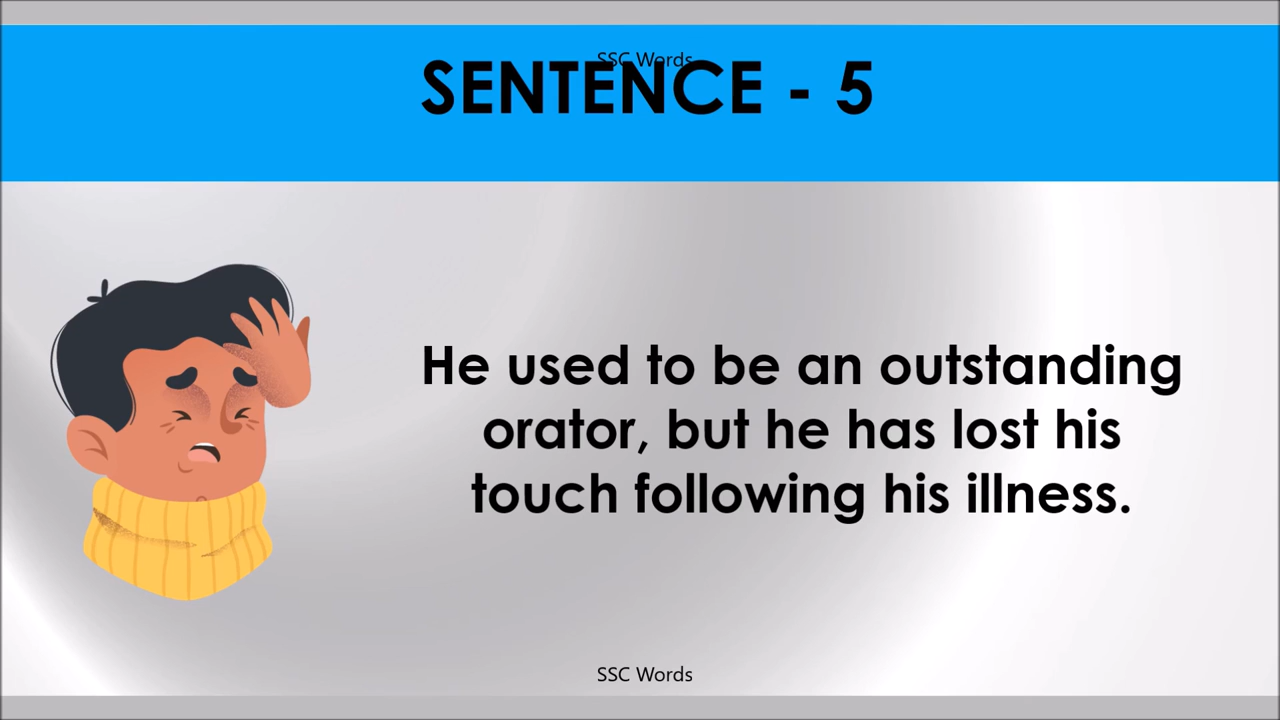 SSC Words
SENTENCE - 5
He used to be an outstanding
orator, but he has lost his
touch following his illness.
SSC Words